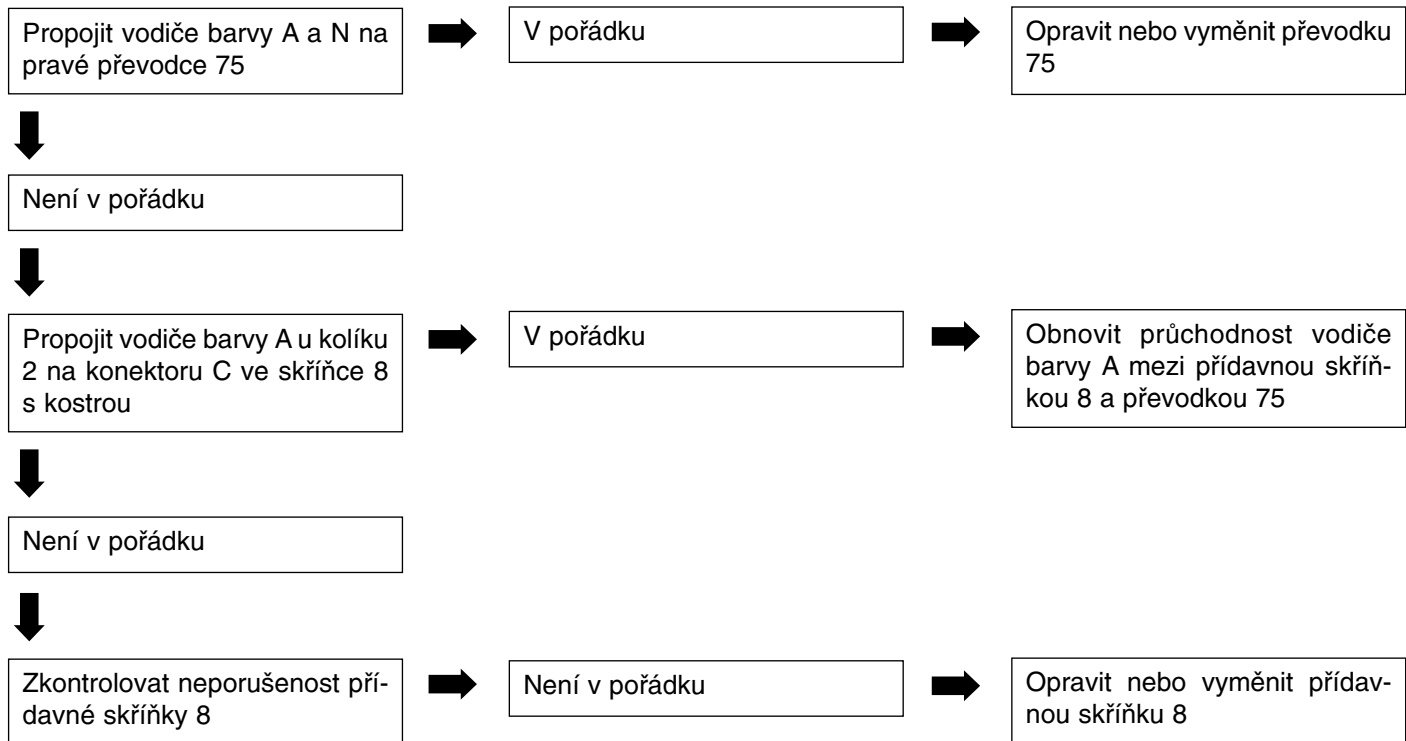 Propojit vodiče barvy A a N na
pravé převodce 75
V pořádku
Opravit nebo vyměnit převodku
75
Není v pořádku
Propojit vodiče barvy A u kolíku
2 na konektoru C ve skříňce 8
s kostrou
V pořádku
Obnovit průchodnost vodiče
barvy A mezi přídavnou skříň-
kou 8 a převodkou 75
Není v pořádku
Zkontrolovat neporušenost pří-
davné skříňky 8
Není v pořádku
Opravit nebo vyměnit přídav-
nou skříňku 8